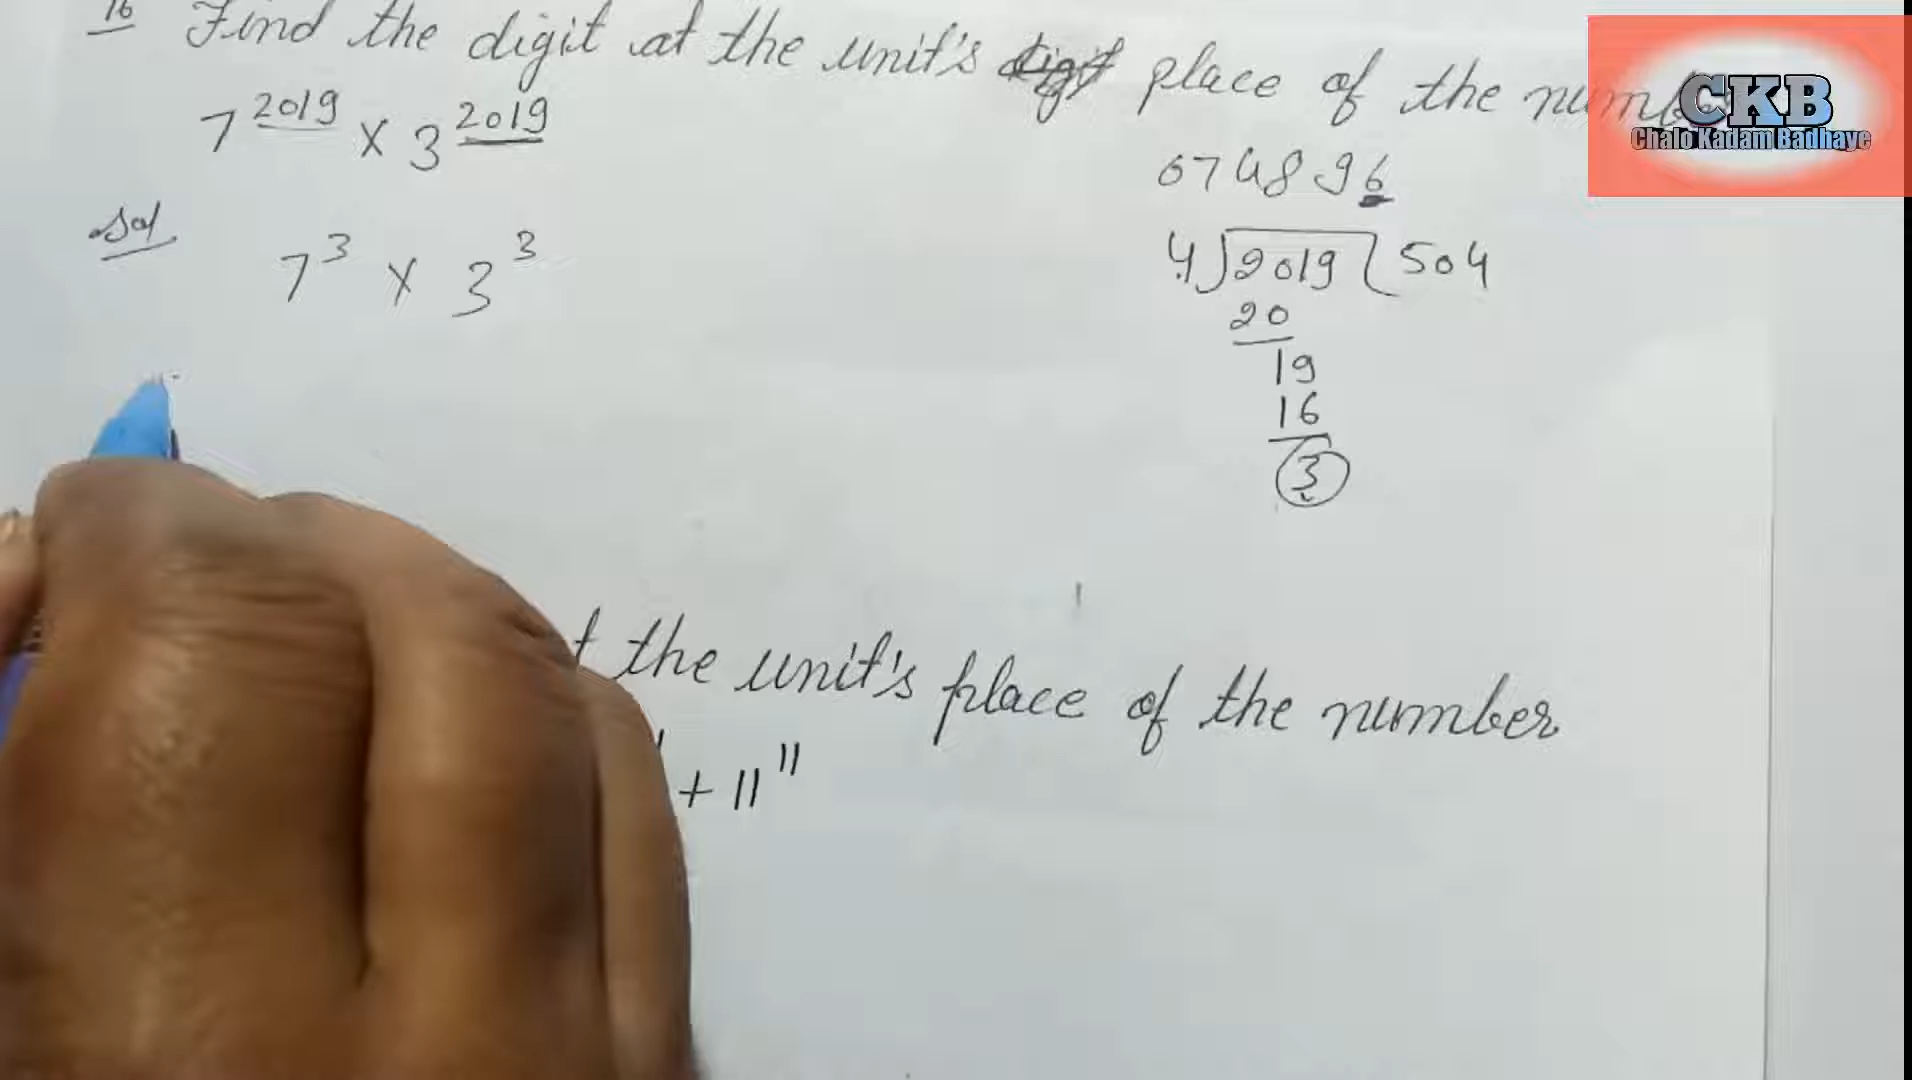 16 Find the digit at the unit's digit place of the
7^2019 x 3^2019
CKB
Chalo Kadam Badhaye
674896
Sol 7^3 x 3^3
4)2019(504
20
19
16
3
the unit's place of the number
+ 11^11